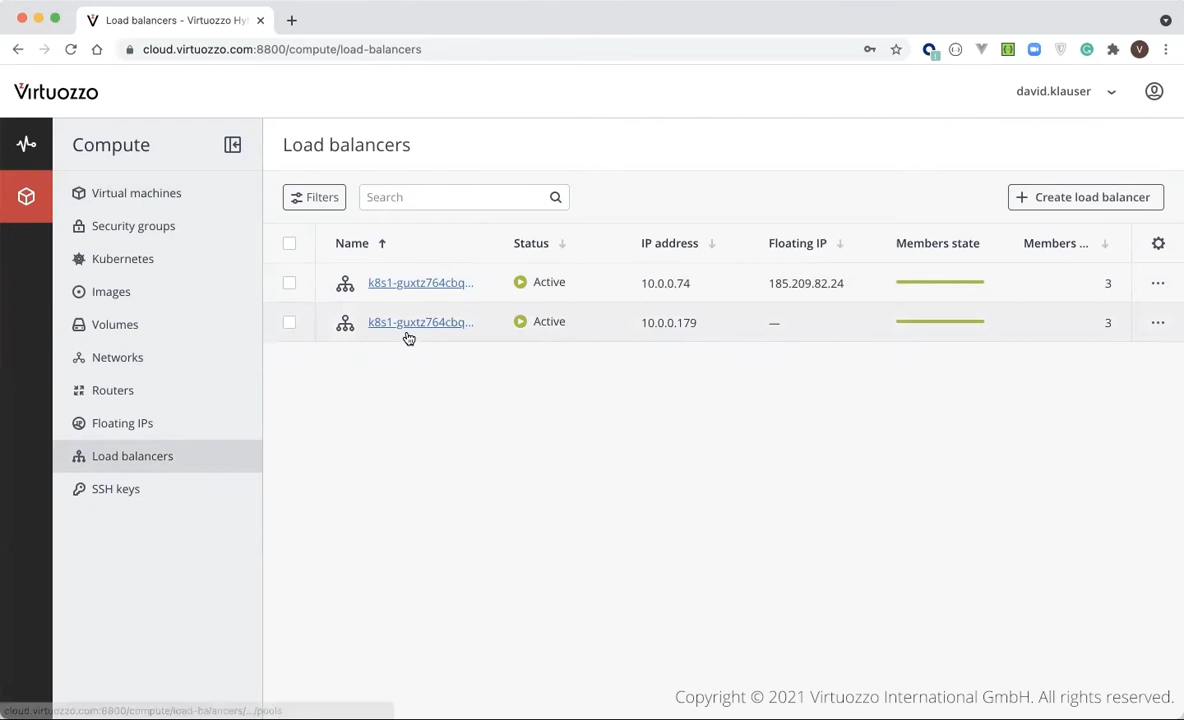 Load balancers - Virtuozzo Hy
cloud.virtuozzo.com:8800/compute/load-balancers
V
Virtuozzo
david.klauser
Compute
Load balancers
Virtual machines
Security groups
Kubernetes
Images
Volumes
Networks
Routers
Floating IPs
Load balancers
SSH keys
Filters
Search
Create load balancer
Name Status IP address Floating IP Members state Members ...
k8s1-guxtz764cbq... Active 10.0.0.74 185.209.82.24 3
k8s1-guxtz764cbq... Active 10.0.0.179 — 3
Copyright © 2021 Virtuozzo International GmbH. All rights reserved.
cloud.virtuozzo.com:8800/compute/load-balancers/.../pools